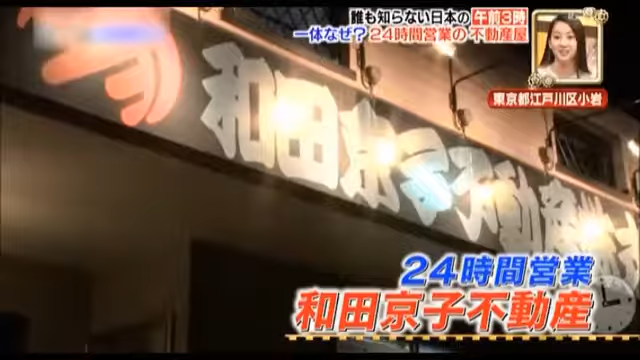 誰も知らない日本の午前3時
一体なぜ?24時間営業の不動産屋
東京都江戸川区小岩
和田京子不動産株式
24時間営業
和田京子不動産